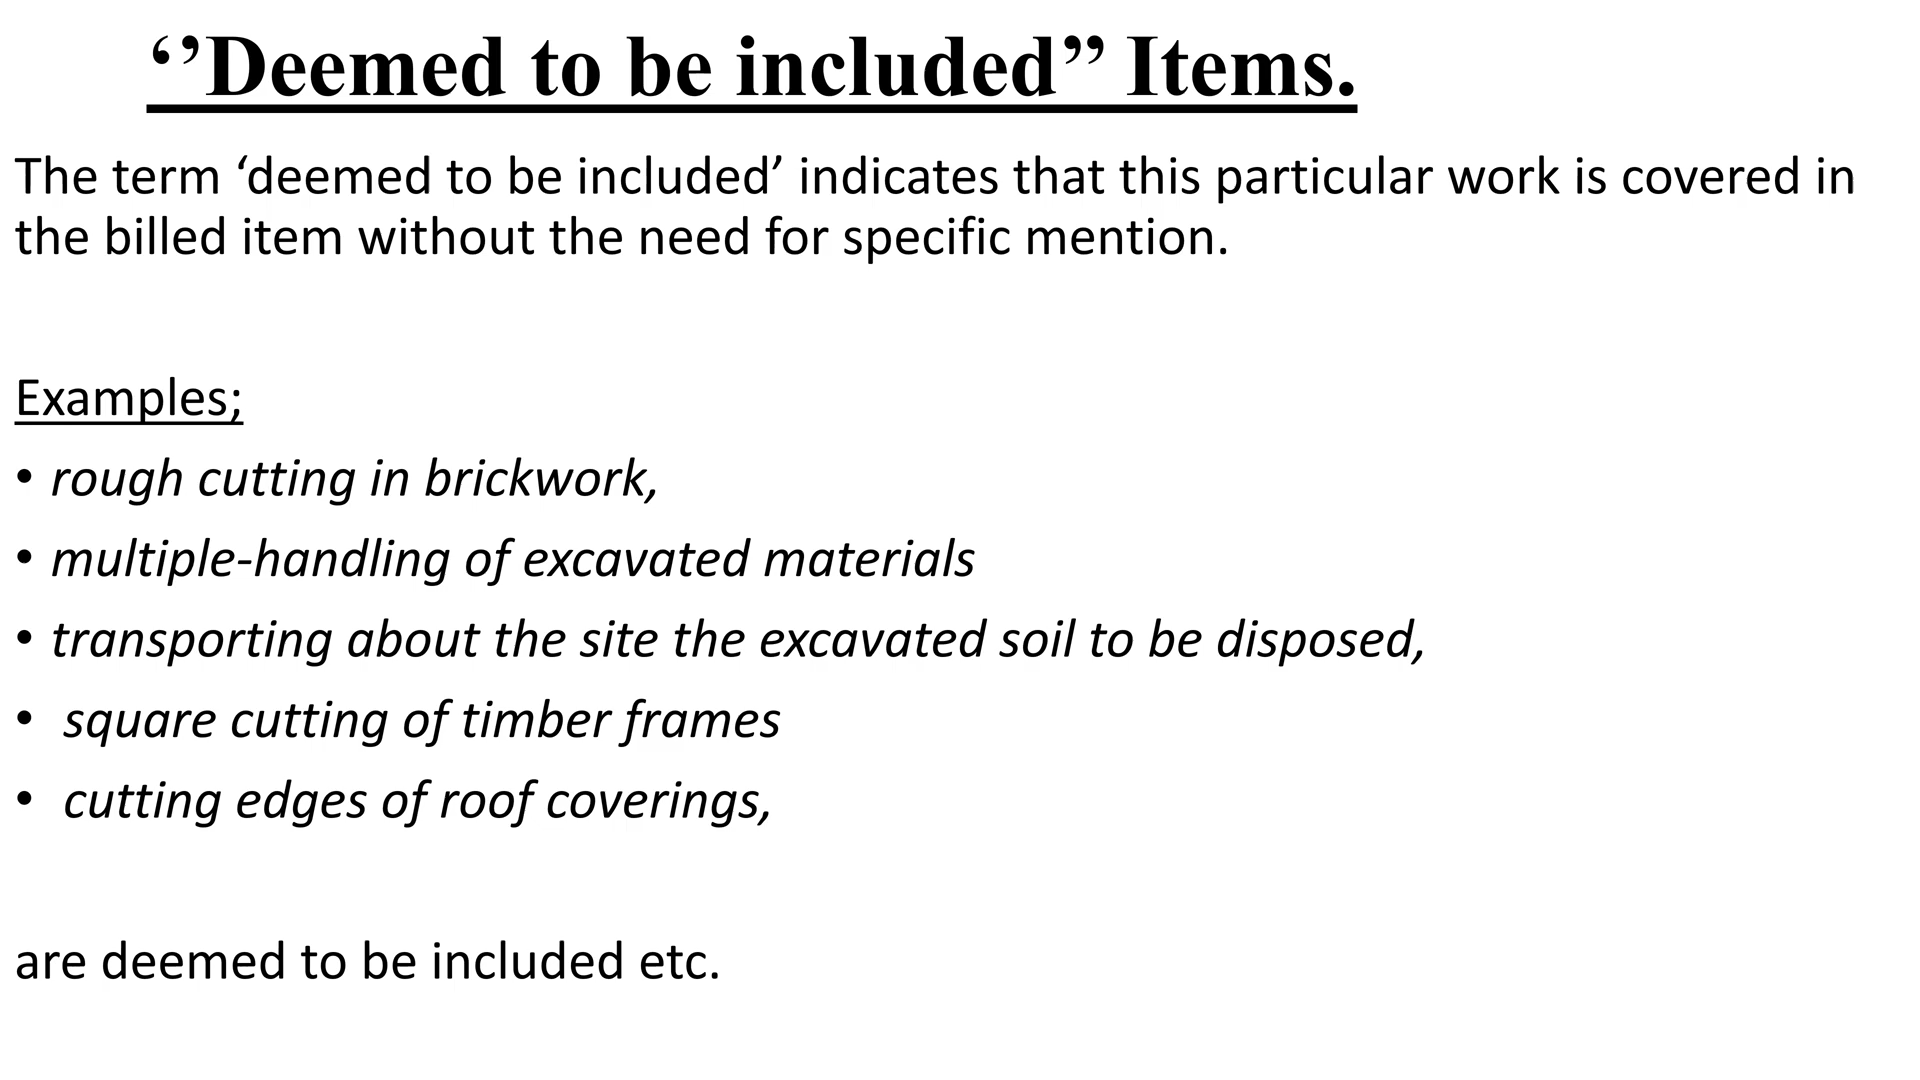 ‘’Deemed to be included’’ Items.
The term ‘deemed to be included’ indicates that this particular work is covered in
the billed item without the need for specific mention.
Examples;
• rough cutting in brickwork,
• multiple-handling of excavated materials
• transporting about the site the excavated soil to be disposed,
• square cutting of timber frames
• cutting edges of roof coverings,
are deemed to be included etc.